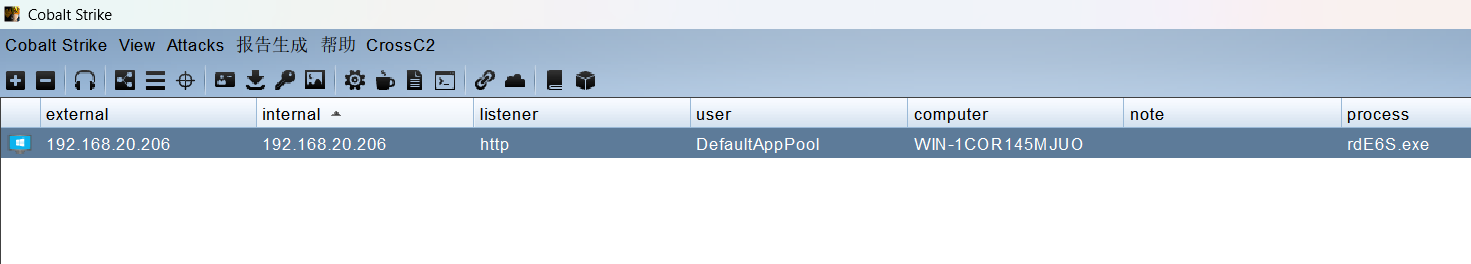 Cobalt Strike
Cobalt Strike View Attacks 报告生成 帮助 CrossC2
external internal listener user computer note process
192.168.20.206 192.168.20.206 http DefaultAppPool WIN-1COR145MJUO rdE6S.exe